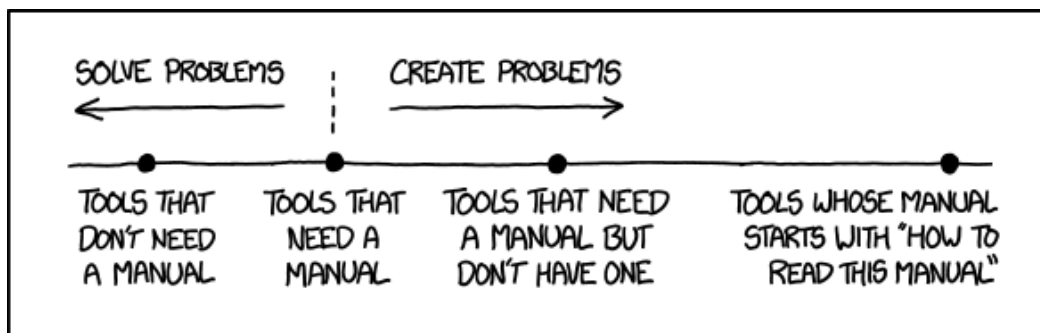 SOLVE PROBLEMS
CREATE PROBLEMS
TOOLS THAT
DON'T NEED
A MANUAL
TOOLS THAT
NEED A
MANUAL
TOOLS THAT NEED
A MANUAL BUT
DON'T HAVE ONE
TOOLS WHOSE MANUAL
STARTS WITH "HOW TO
READ THIS MANUAL"